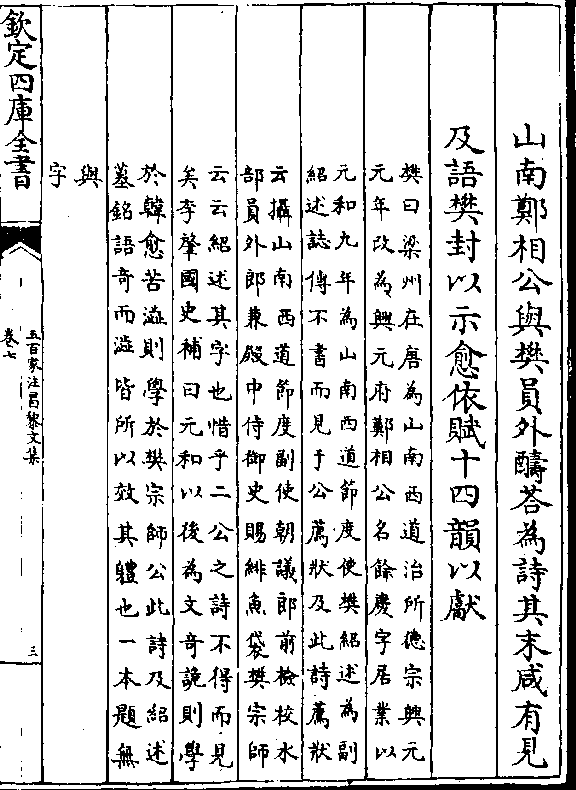 山南鄭相公與樊員外醻荅為詩其末咸有見
及語樊封以示愈依賦十四韻以獻
樊曰梁州在唐為山南西道治所德宗興元
元年改為興元府鄭相公名餘慶字居業以
元和九年為山南西道節度使樊紹述為副
紹述誌傳不書而見于公薦狀及此詩薦狀
云攝山南西道節度副使朝議郎前檢校水
部員外郎兼殿中侍御史賜緋魚袋樊宗師
云云紹述其字也惜乎二公之詩不得而見
矣李肇國史補曰元和以後為文奇詭則學
於韓愈苦澁則學於樊宗師公此詩及紹述
墓銘語奇而澁皆所以效其體也一本題無
與
字
欽定四庫全書
五百家注昌黎文集
卷七
三